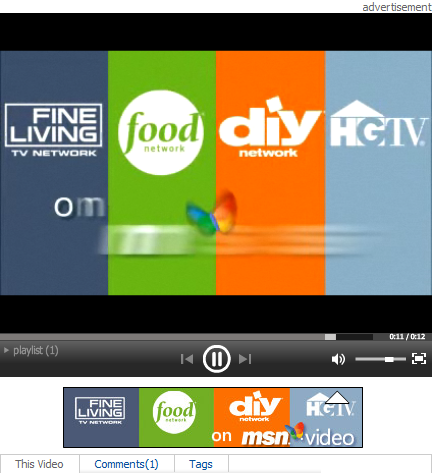 advertisement
FINE LIVING TV NETWORK
food network
diy network
HGTV
om
0:11 / 0:12
playlist (1)
FINE LIVING TV NETWORK
food network
diy network
HGTV
on msn video
This Video Comments(1) Tags